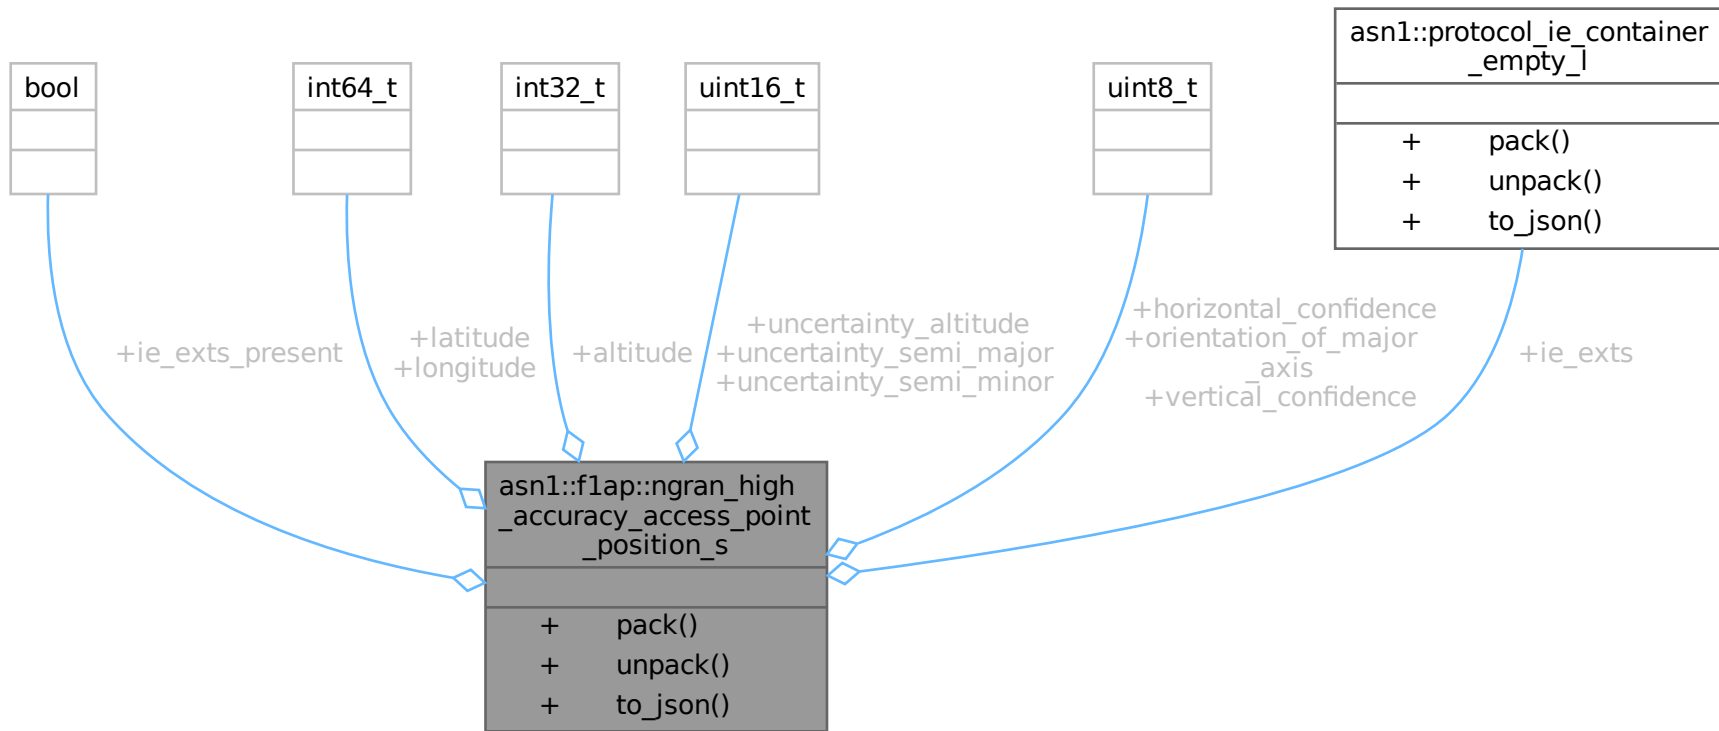 asn1::protocol_ie_container
_empty_l
bool
int64_t
int32_t
uint16_t
uint8_t
+ pack()
+ unpack()
+ to_json()
+ie_exts_present
+latitude
+longitude
+altitude
+uncertainty_altitude
+uncertainty_semi_major
+uncertainty_semi_minor
+horizontal_confidence
+orientation_of_major
_axis
+vertical_confidence
+ie_exts
asn1::f1ap::ngran_high
_accuracy_access_point
_position_s
+ pack()
+ unpack()
+ to_json()